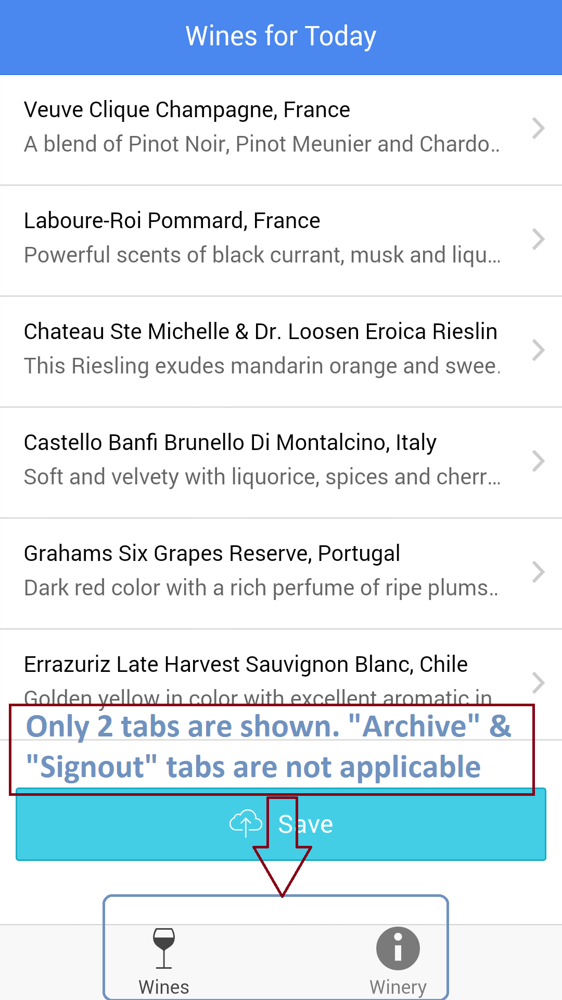 Wines for Today
Veuve Clique Champagne, France
A blend of Pinot Noir, Pinot Meunier and Chardo..
Laboure-Roi Pommard, France
Powerful scents of black currant, musk and liqu...
Chateau Ste Michelle & Dr. Loosen Eroica Rieslin
This Riesling exudes mandarin orange and swee.
Castello Banfi Brunello Di Montalcino, Italy
Soft and velvety with liquorice, spices and cherr...
Grahams Six Grapes Reserve, Portugal
Dark red color with a rich perfume of ripe plums..
Errazuriz Late Harvest Sauvignon Blanc, Chile
Golden yellow in color with excellent aromatic in
Only 2 tabs are shown. "Archive" &
"Signout" tabs are not applicable
Save
Wines
Winery